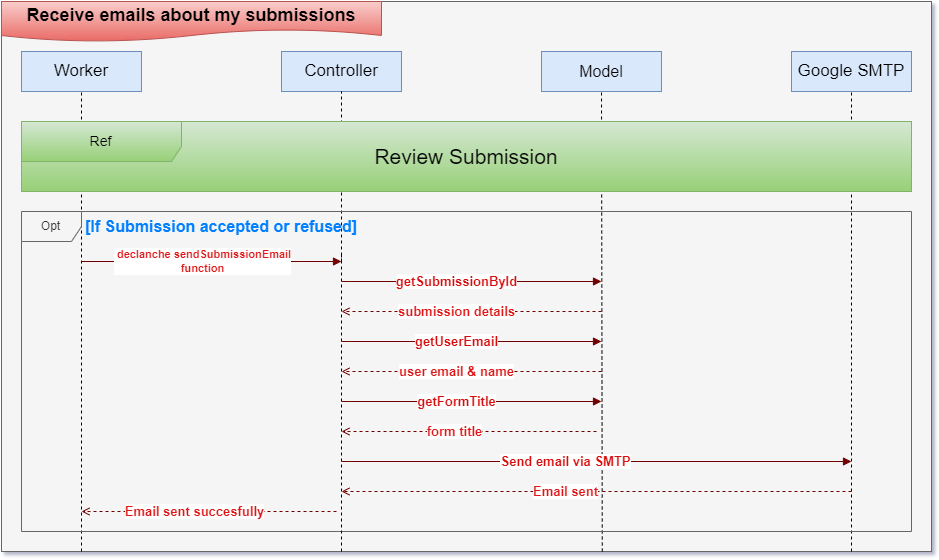 Receive emails about my submissions
Worker
Controller
Model
Google SMTP
Ref
Review Submission
Opt
[If Submission accepted or refused]
declanche sendSubmissionEmail
function
getSubmissionById
submission details
getUserEmail
user email & name
getFormTitle
form title
Send email via SMTP
Email sent
Email sent succesfully